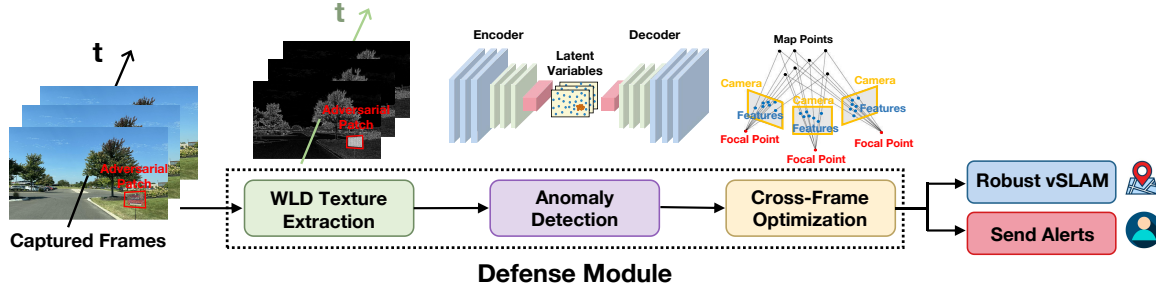 t
Adversarial
Patch
Captured Frames
t
Adversarial
Patch
Encoder
Decoder
Latent
Variables
Map Points
Camera
Features
Focal Point
Camera
Features
Focal Point
Camera
Features
Focal Point
WLD Texture
Extraction
Anomaly
Detection
Cross-Frame
Optimization
Defense Module
Robust vSLAM
Send Alerts